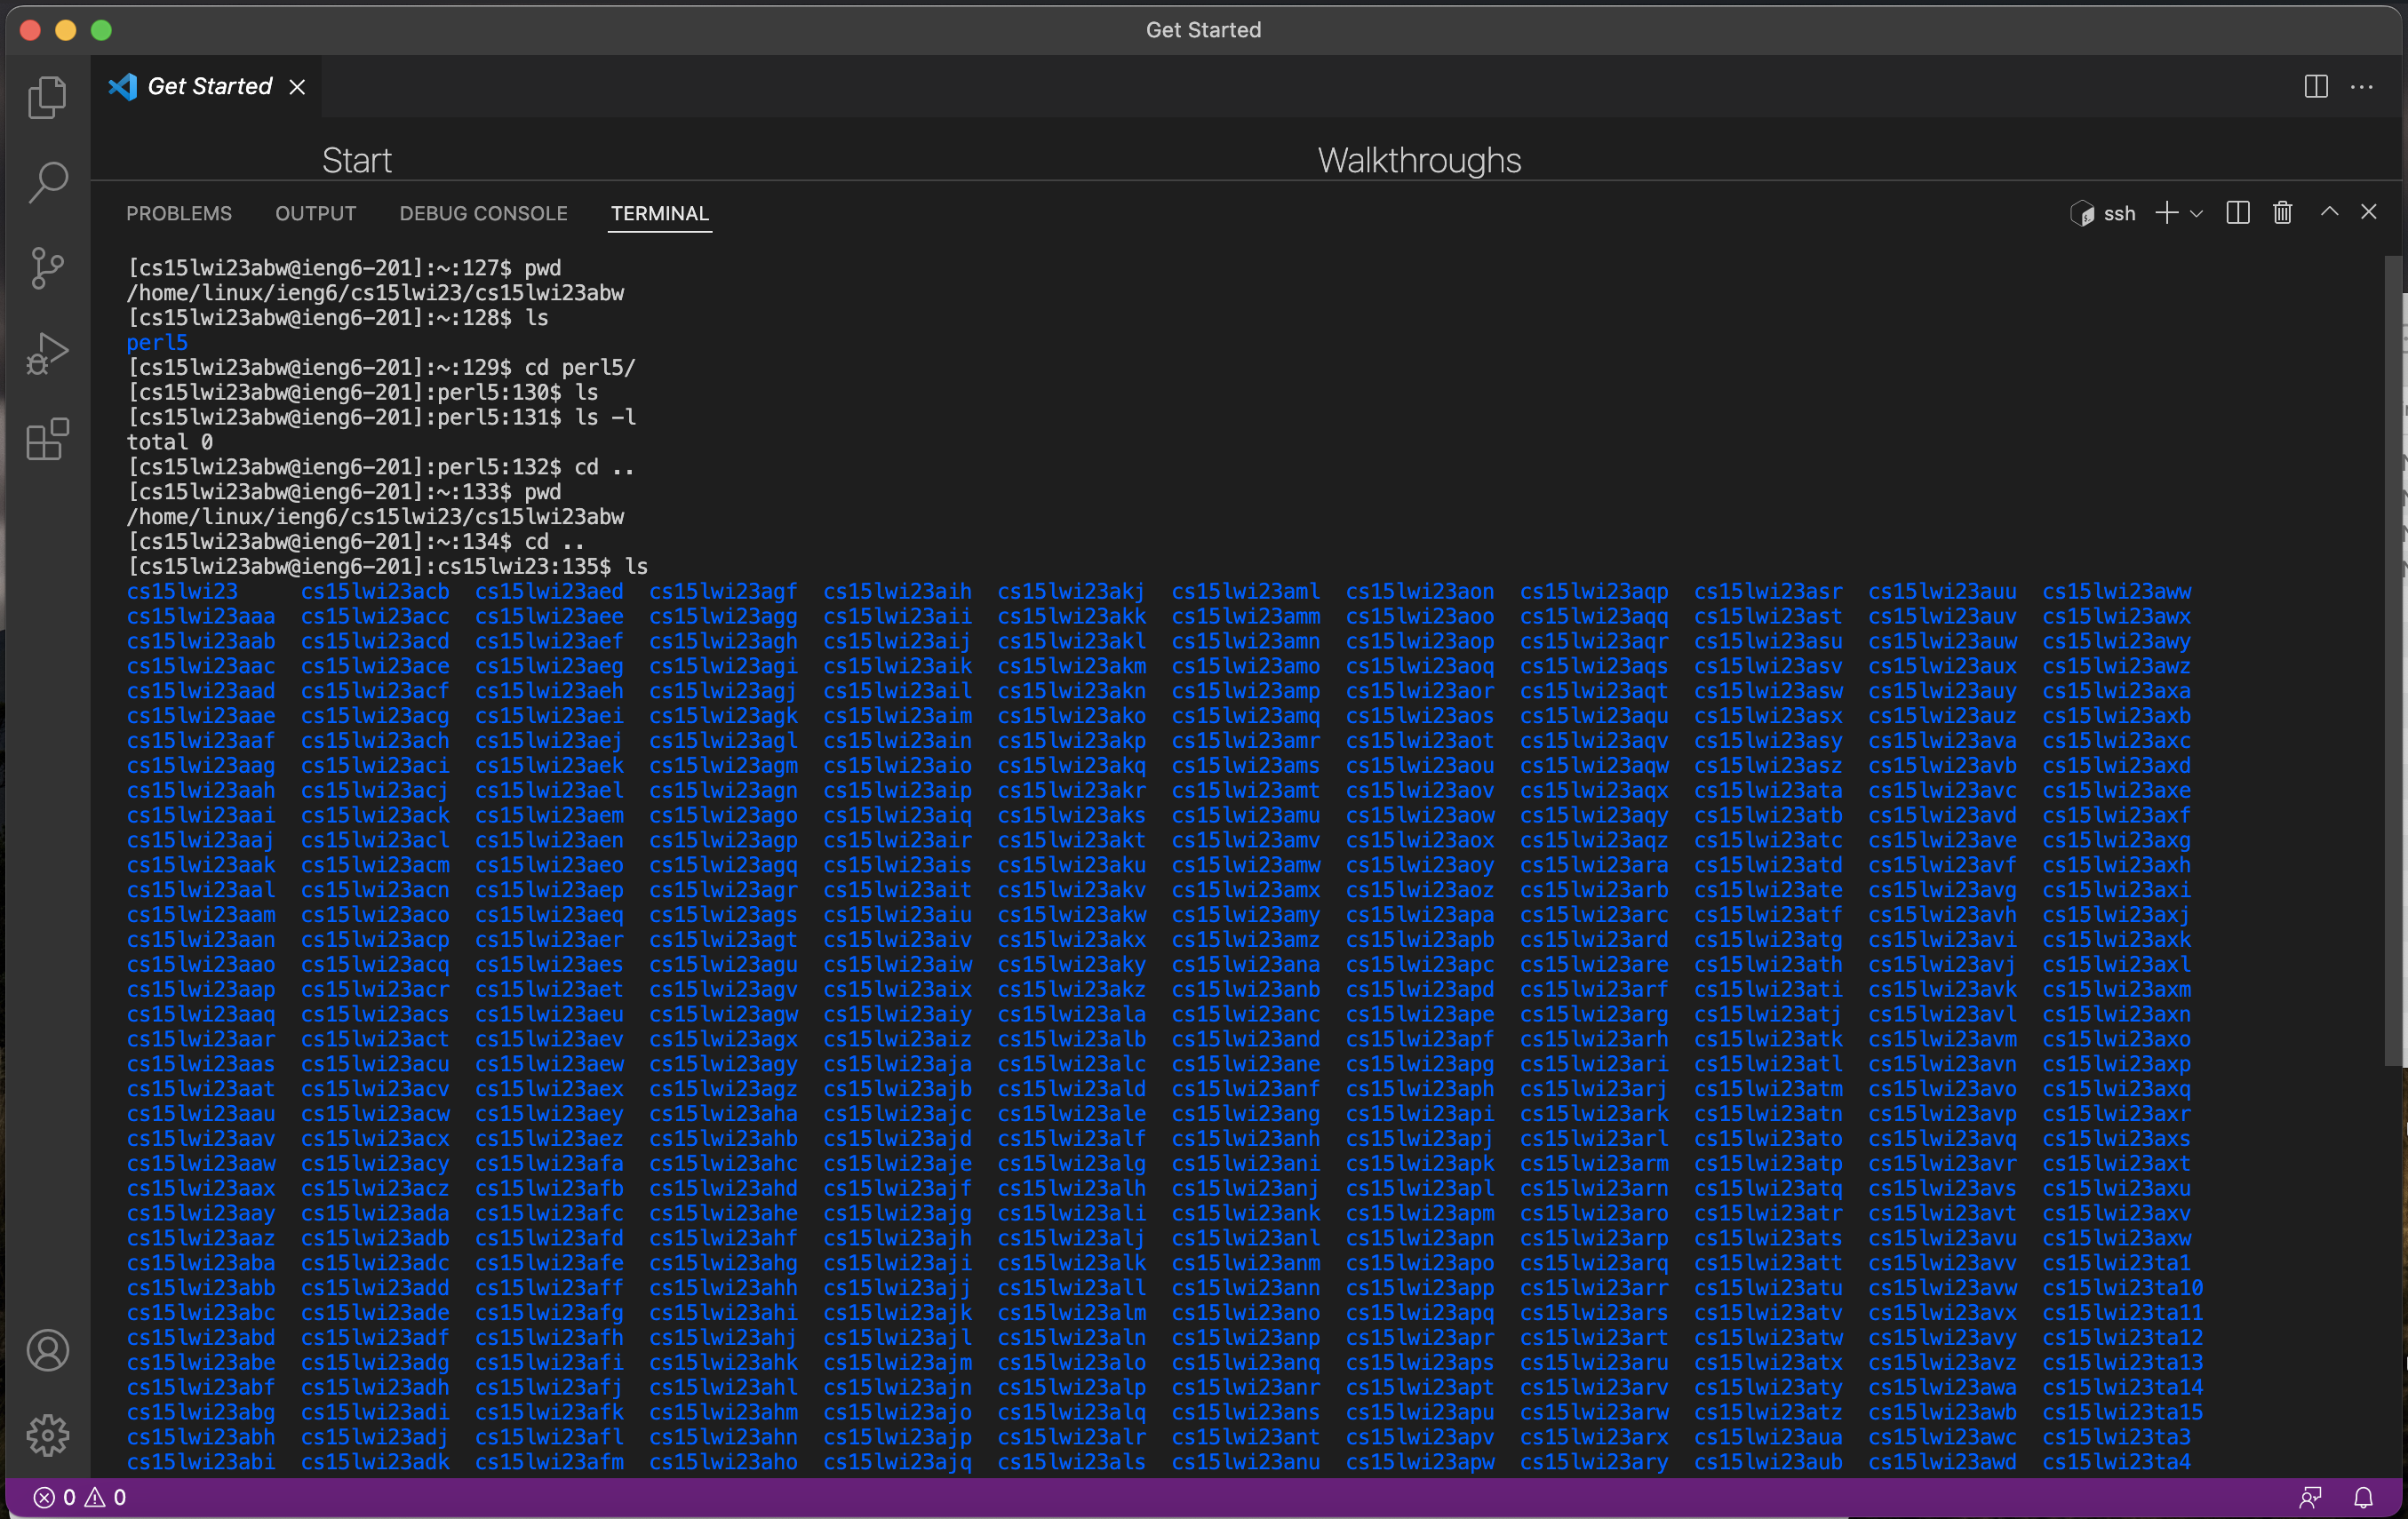 Get Started
Get Started
Start Walkthroughs
PROBLEMS OUTPUT DEBUG CONSOLE TERMINAL ssh
[cs15lwi23abw@ieng6-201]:~:127$ pwd
/home/linux/ieng6/cs15lwi23/cs15lwi23abw
[cs15lwi23abw@ieng6-201]:~:128$ ls
perl5
[cs15lwi23abw@ieng6-201]:~:129$ cd perl5/
[cs15lwi23abw@ieng6-201]:perl5:130$ ls
[cs15lwi23abw@ieng6-201]:perl5:131$ ls -l
total 0
[cs15lwi23abw@ieng6-201]:perl5:132$ cd ..
[cs15lwi23abw@ieng6-201]:~:133$ pwd
/home/linux/ieng6/cs15lwi23/cs15lwi23abw
[cs15lwi23abw@ieng6-201]:~:134$ cd ..
[cs15lwi23abw@ieng6-201]:cs15lwi23:135$ ls
cs15lwi23 cs15lwi23acb cs15lwi23aed cs15lwi23agf cs15lwi23aih cs15lwi23akj cs15lwi23aml cs15lwi23aon cs15lwi23aqp cs15lwi23asr cs15lwi23auu cs15lwi23aww
cs15lwi23aaa cs15lwi23acc cs15lwi23aee cs15lwi23agg cs15lwi23aii cs15lwi23akk cs15lwi23amm cs15lwi23aoo cs15lwi23aqq cs15lwi23ast cs15lwi23auv cs15lwi23awx
cs15lwi23aab cs15lwi23acd cs15lwi23aef cs15lwi23agh cs15lwi23aij cs15lwi23akl cs15lwi23amn cs15lwi23aop cs15lwi23aqr cs15lwi23asu cs15lwi23auw cs15lwi23awy
cs15lwi23aac cs15lwi23ace cs15lwi23aeg cs15lwi23agi cs15lwi23aik cs15lwi23akm cs15lwi23amo cs15lwi23aoq cs15lwi23aqs cs15lwi23asv cs15lwi23aux cs15lwi23awz
cs15lwi23aad cs15lwi23acf cs15lwi23aeh cs15lwi23agj cs15lwi23ail cs15lwi23akn cs15lwi23amp cs15lwi23aor cs15lwi23aqt cs15lwi23asw cs15lwi23auy cs15lwi23axa
cs15lwi23aae cs15lwi23acg cs15lwi23aei cs15lwi23agk cs15lwi23aim cs15lwi23ako cs15lwi23amq cs15lwi23aos cs15lwi23aqu cs15lwi23asx cs15lwi23auz cs15lwi23axb
cs15lwi23aaf cs15lwi23ach cs15lwi23aej cs15lwi23agl cs15lwi23ain cs15lwi23akp cs15lwi23amr cs15lwi23aot cs15lwi23aqv cs15lwi23asy cs15lwi23ava cs15lwi23axc
cs15lwi23aag cs15lwi23aci cs15lwi23aek cs15lwi23agm cs15lwi23aio cs15lwi23akq cs15lwi23ams cs15lwi23aou cs15lwi23aqw cs15lwi23asz cs15lwi23avb cs15lwi23axd
cs15lwi23aah cs15lwi23acj cs15lwi23ael cs15lwi23agn cs15lwi23aip cs15lwi23akr cs15lwi23amt cs15lwi23aov cs15lwi23aqx cs15lwi23ata cs15lwi23avc cs15lwi23axe
cs15lwi23aai cs15lwi23ack cs15lwi23aem cs15lwi23ago cs15lwi23aiq cs15lwi23aks cs15lwi23amu cs15lwi23aow cs15lwi23aqy cs15lwi23atb cs15lwi23avd cs15lwi23axf
cs15lwi23aaj cs15lwi23acl cs15lwi23aen cs15lwi23agp cs15lwi23air cs15lwi23akt cs15lwi23amv cs15lwi23aox cs15lwi23aqz cs15lwi23atc cs15lwi23ave cs15lwi23axg
cs15lwi23aak cs15lwi23acm cs15lwi23aeo cs15lwi23agq cs15lwi23ais cs15lwi23aku cs15lwi23amw cs15lwi23aoy cs15lwi23ara cs15lwi23atd cs15lwi23avf cs15lwi23axh
cs15lwi23aal cs15lwi23acn cs15lwi23aep cs15lwi23agr cs15lwi23ait cs15lwi23akv cs15lwi23amx cs15lwi23aoz cs15lwi23arb cs15lwi23ate cs15lwi23avg cs15lwi23axi
cs15lwi23aam cs15lwi23aco cs15lwi23aeq cs15lwi23ags cs15lwi23aiu cs15lwi23akw cs15lwi23amy cs15lwi23apa cs15lwi23arc cs15lwi23atf cs15lwi23avh cs15lwi23axj
cs15lwi23aan cs15lwi23acp cs15lwi23aer cs15lwi23agt cs15lwi23aiv cs15lwi23akx cs15lwi23amz cs15lwi23apb cs15lwi23ard cs15lwi23atg cs15lwi23avi cs15lwi23axk
cs15lwi23aao cs15lwi23acq cs15lwi23aes cs15lwi23agu cs15lwi23aiw cs15lwi23aky cs15lwi23ana cs15lwi23apc cs15lwi23are cs15lwi23ath cs15lwi23avj cs15lwi23axl
cs15lwi23aap cs15lwi23acr cs15lwi23aet cs15lwi23agv cs15lwi23aix cs15lwi23akz cs15lwi23anb cs15lwi23apd cs15lwi23arf cs15lwi23ati cs15lwi23avk cs15lwi23axm
cs15lwi23aaq cs15lwi23acs cs15lwi23aeu cs15lwi23agw cs15lwi23aiy cs15lwi23ala cs15lwi23anc cs15lwi23ape cs15lwi23arg cs15lwi23atj cs15lwi23avl cs15lwi23axn
cs15lwi23aar cs15lwi23act cs15lwi23aev cs15lwi23agx cs15lwi23aiz cs15lwi23alb cs15lwi23and cs15lwi23apf cs15lwi23arh cs15lwi23atk cs15lwi23avm cs15lwi23axo
cs15lwi23aas cs15lwi23acu cs15lwi23aew cs15lwi23agy cs15lwi23aja cs15lwi23alc cs15lwi23ane cs15lwi23apg cs15lwi23ari cs15lwi23atl cs15lwi23avn cs15lwi23axp
cs15lwi23aat cs15lwi23acv cs15lwi23aex cs15lwi23agz cs15lwi23ajb cs15lwi23ald cs15lwi23anf cs15lwi23aph cs15lwi23arj cs15lwi23atm cs15lwi23avo cs15lwi23axq
cs15lwi23aau cs15lwi23acw cs15lwi23aey cs15lwi23aha cs15lwi23ajc cs15lwi23ale cs15lwi23ang cs15lwi23api cs15lwi23ark cs15lwi23atn cs15lwi23avp cs15lwi23axr
cs15lwi23aav cs15lwi23acx cs15lwi23aez cs15lwi23ahb cs15lwi23ajd cs15lwi23alf cs15lwi23anh cs15lwi23apj cs15lwi23arl cs15lwi23ato cs15lwi23avq cs15lwi23axs
cs15lwi23aaw cs15lwi23acy cs15lwi23afa cs15lwi23ahc cs15lwi23aje cs15lwi23alg cs15lwi23ani cs15lwi23apk cs15lwi23arm cs15lwi23atp cs15lwi23avr cs15lwi23axt
cs15lwi23aax cs15lwi23acz cs15lwi23afb cs15lwi23ahd cs15lwi23ajf cs15lwi23alh cs15lwi23anj cs15lwi23apl cs15lwi23arn cs15lwi23atq cs15lwi23avs cs15lwi23axu
cs15lwi23aay cs15lwi23ada cs15lwi23afc cs15lwi23ahe cs15lwi23ajg cs15lwi23ali cs15lwi23ank cs15lwi23apm cs15lwi23aro cs15lwi23atr cs15lwi23avt cs15lwi23axv
cs15lwi23aaz cs15lwi23adb cs15lwi23afd cs15lwi23ahf cs15lwi23ajh cs15lwi23alj cs15lwi23anl cs15lwi23apn cs15lwi23arp cs15lwi23ats cs15lwi23avu cs15lwi23axw
cs15lwi23aba cs15lwi23adc cs15lwi23afe cs15lwi23ahg cs15lwi23aji cs15lwi23alk cs15lwi23anm cs15lwi23apo cs15lwi23arq cs15lwi23att cs15lwi23avv cs15lwi23ta1
cs15lwi23abb cs15lwi23add cs15lwi23aff cs15lwi23ahh cs15lwi23ajj cs15lwi23all cs15lwi23ann cs15lwi23app cs15lwi23arr cs15lwi23atu cs15lwi23avw cs15lwi23ta10
cs15lwi23abc cs15lwi23ade cs15lwi23afg cs15lwi23ahi cs15lwi23ajk cs15lwi23alm cs15lwi23ano cs15lwi23apq cs15lwi23ars cs15lwi23atv cs15lwi23avx cs15lwi23ta11
cs15lwi23abd cs15lwi23adf cs15lwi23afh cs15lwi23ahj cs15lwi23ajl cs15lwi23aln cs15lwi23anp cs15lwi23apr cs15lwi23art cs15lwi23atw cs15lwi23avy cs15lwi23ta12
cs15lwi23abe cs15lwi23adg cs15lwi23afi cs15lwi23ahk cs15lwi23ajm cs15lwi23alo cs15lwi23anq cs15lwi23aps cs15lwi23aru cs15lwi23atx cs15lwi23avz cs15lwi23ta13
cs15lwi23abf cs15lwi23adh cs15lwi23afj cs15lwi23ahl cs15lwi23ajn cs15lwi23alp cs15lwi23anr cs15lwi23apt cs15lwi23arv cs15lwi23aty cs15lwi23awa cs15lwi23ta14
cs15lwi23abg cs15lwi23adi cs15lwi23afk cs15lwi23ahm cs15lwi23ajo cs15lwi23alq cs15lwi23ans cs15lwi23apu cs15lwi23arw cs15lwi23atz cs15lwi23awb cs15lwi23ta15
cs15lwi23abh cs15lwi23adj cs15lwi23afl cs15lwi23ahn cs15lwi23ajp cs15lwi23alr cs15lwi23ant cs15lwi23apv cs15lwi23arx cs15lwi23aua cs15lwi23awc cs15lwi23ta3
cs15lwi23abi cs15lwi23adk cs15lwi23afm cs15lwi23aho cs15lwi23ajq cs15lwi23als cs15lwi23anu cs15lwi23apw cs15lwi23ary cs15lwi23aub cs15lwi23awd cs15lwi23ta4
0 0